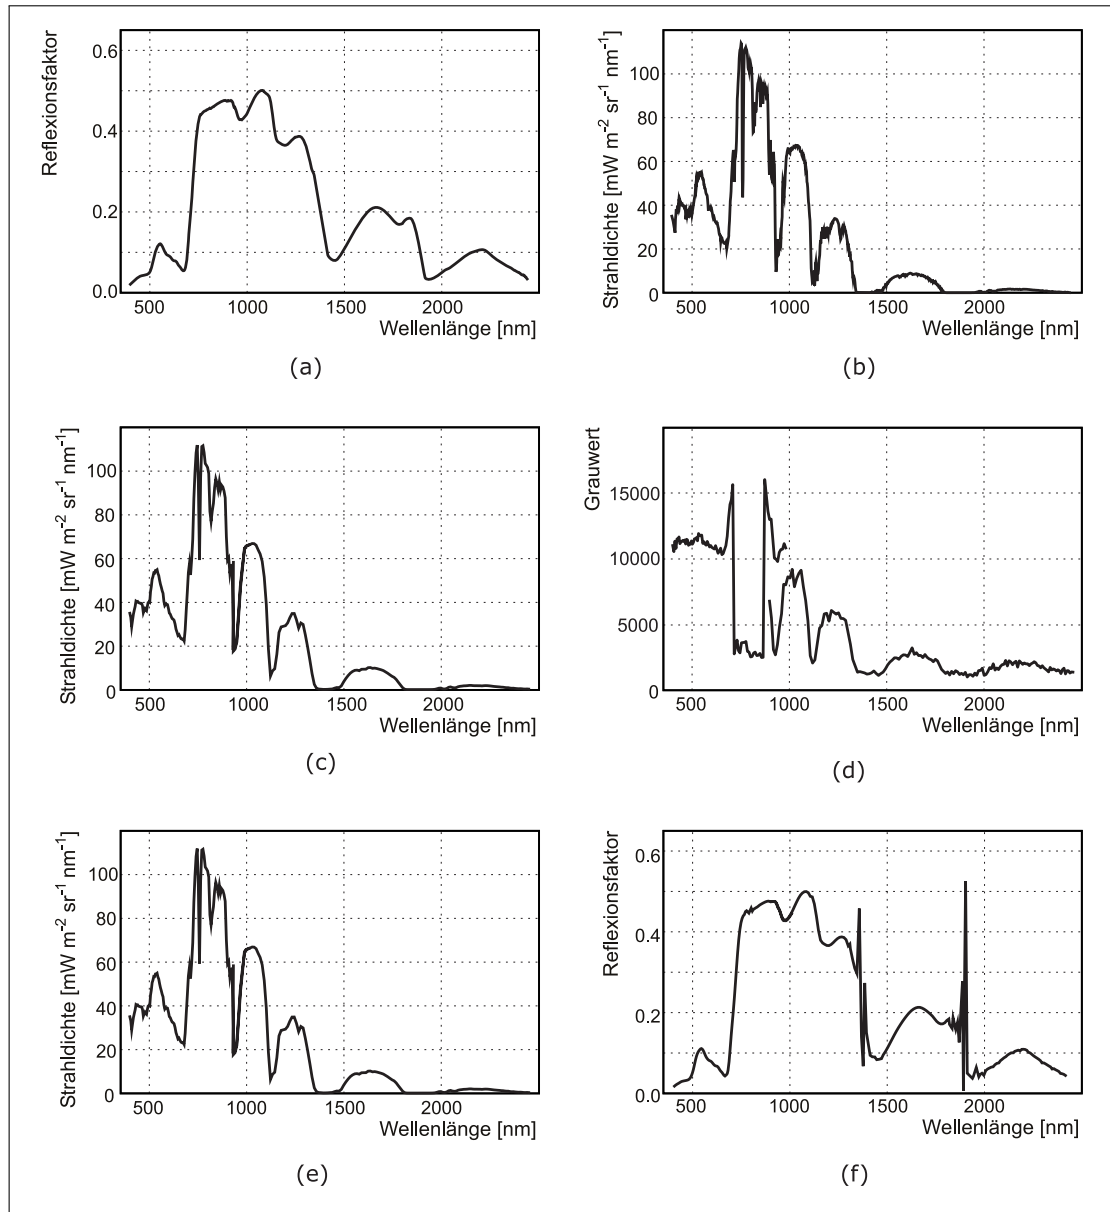 Reflexionsfaktor
0.6
0.4
0.2
0.0
500 1000 1500 2000
Wellenlänge [nm]
(a)
Strahldichte [mW m⁻² sr⁻¹ nm⁻¹]
100
80
60
40
20
0
500 1000 1500 2000
Wellenlänge [nm]
(b)
Strahldichte [mW m⁻² sr⁻¹ nm⁻¹]
100
80
60
40
20
0
500 1000 1500 2000
Wellenlänge [nm]
(c)
Grauwert
15000
10000
5000
0
500 1000 1500 2000
Wellenlänge [nm]
(d)
Strahldichte [mW m⁻² sr⁻¹ nm⁻¹]
100
80
60
40
20
0
500 1000 1500 2000
Wellenlänge [nm]
(e)
Reflexionsfaktor
0.6
0.4
0.2
0.0
500 1000 1500 2000
Wellenlänge [nm]
(f)